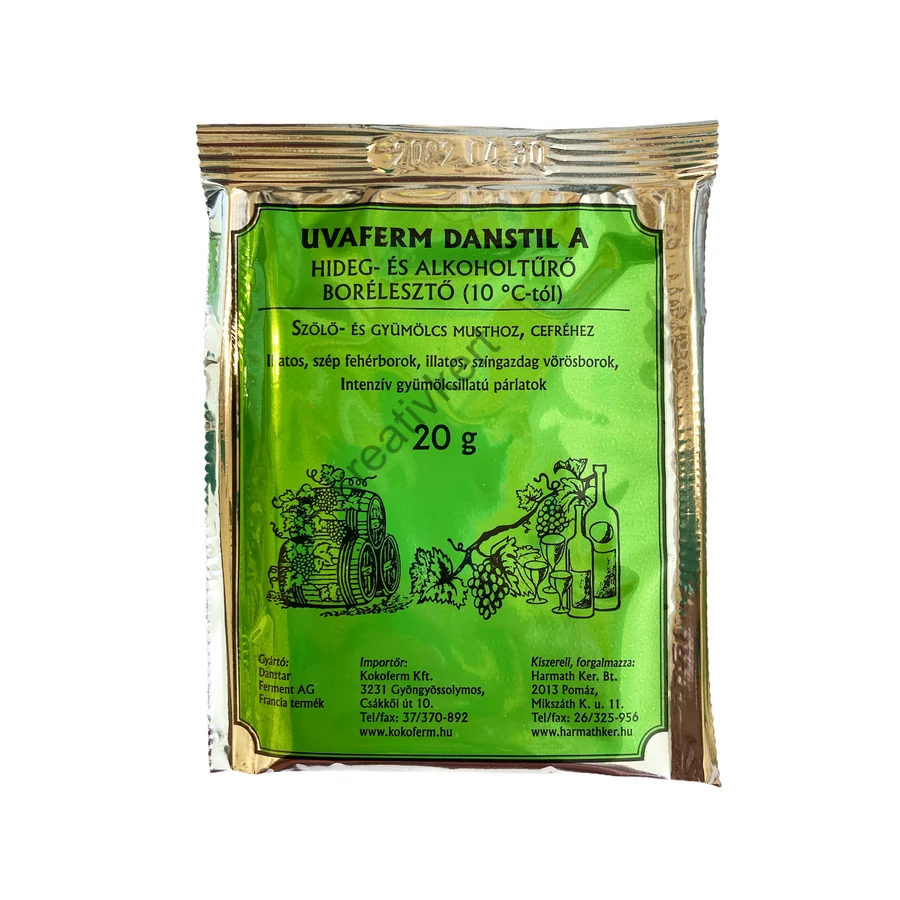 2022 04 30
UVAFERM DANSTIL A
HIDEG- ÉS ALKOHOLTŰRŐ
BORÉLESZTŐ (10 °C-tól)
SZŐLŐ- ÉS GYÜMÖLCS MUSTHOZ, CEFRÉHEZ
Illatos, szép fehérborok, illatos, színgazdag vörösborok,
Intenzív gyümölcsillatú párlatok
kreativkert
20 g
Gyártó:
Danstar
Ferment AG
Francia termék
Importőr:
Kokoferm Kft.
3231 Gyöngyössolymos,
Csákkői út 10.
Tel/fax: 37/370-892
www.kokoferm.hu
Kiszereli, forgalmazza:
Harmath Ker. Bt.
2013 Pomáz,
Mikszáth K. u. 11.
Tel/fax: 26/325-956
www.harmathker.hu